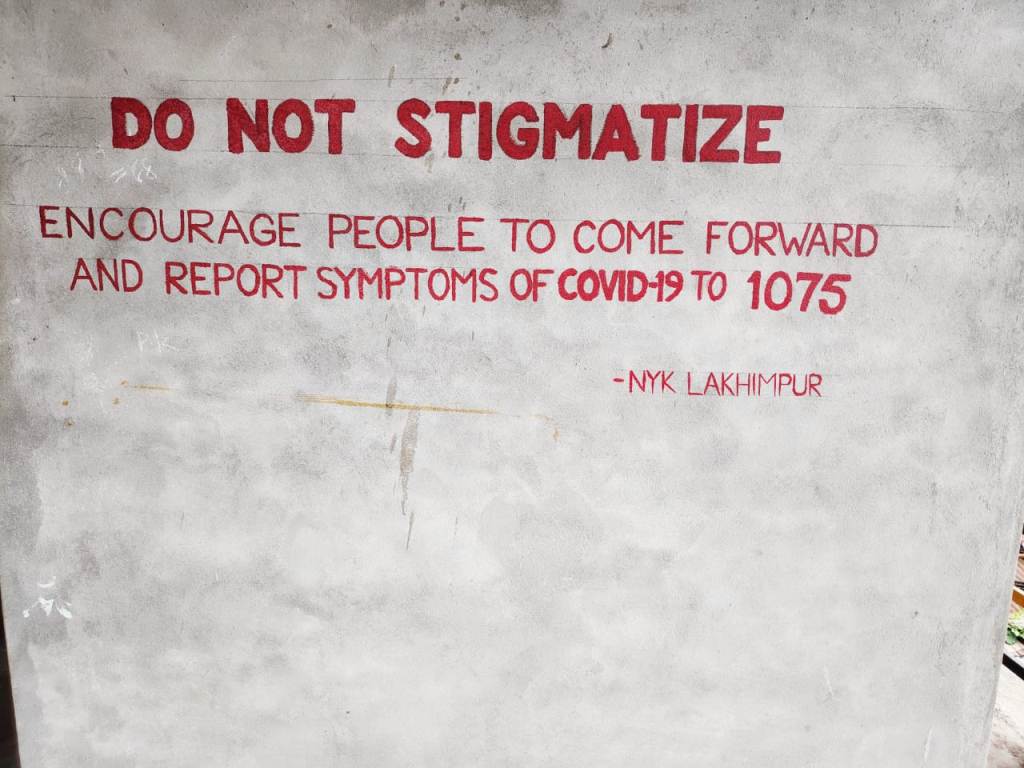 DO NOT STIGMATIZE
ENCOURAGE PEOPLE TO COME FORWARD
AND REPORT SYMPTOMS OF COVID-19 TO 1075
-NYK LAKHIMPUR